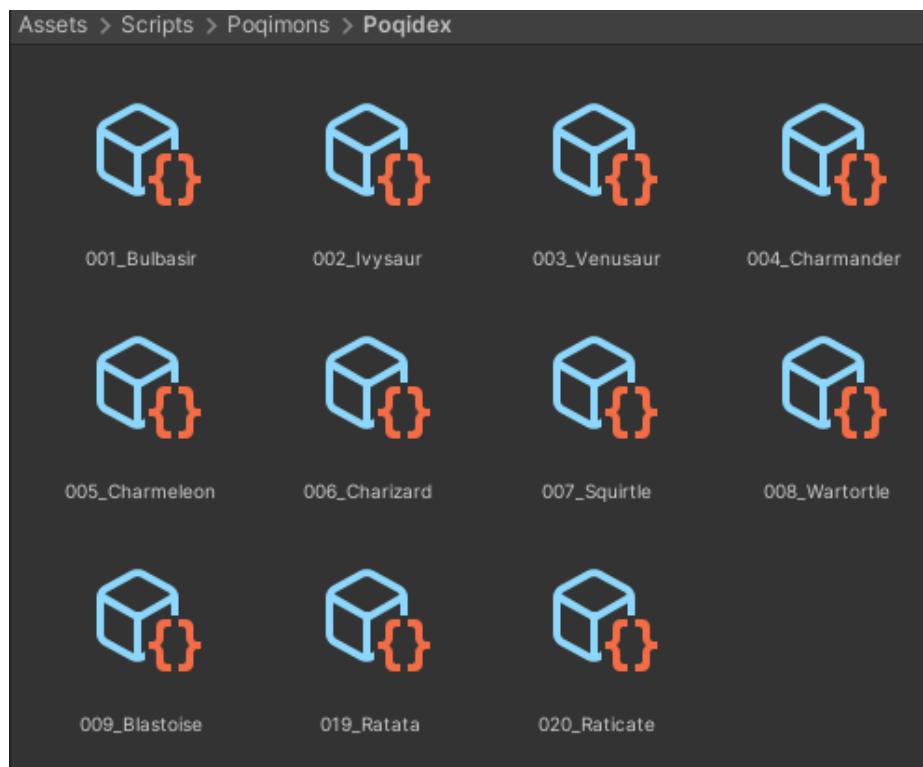 Assets > Scripts > Poqimons > Poqidex
001_Bulbasir
002_Ivysaur
003_Venusaur
004_Charmander
005_Charmeleon
006_Charizard
007_Squirtle
008_Wartortle
009_Blastoise
019_Ratata
020_Raticate